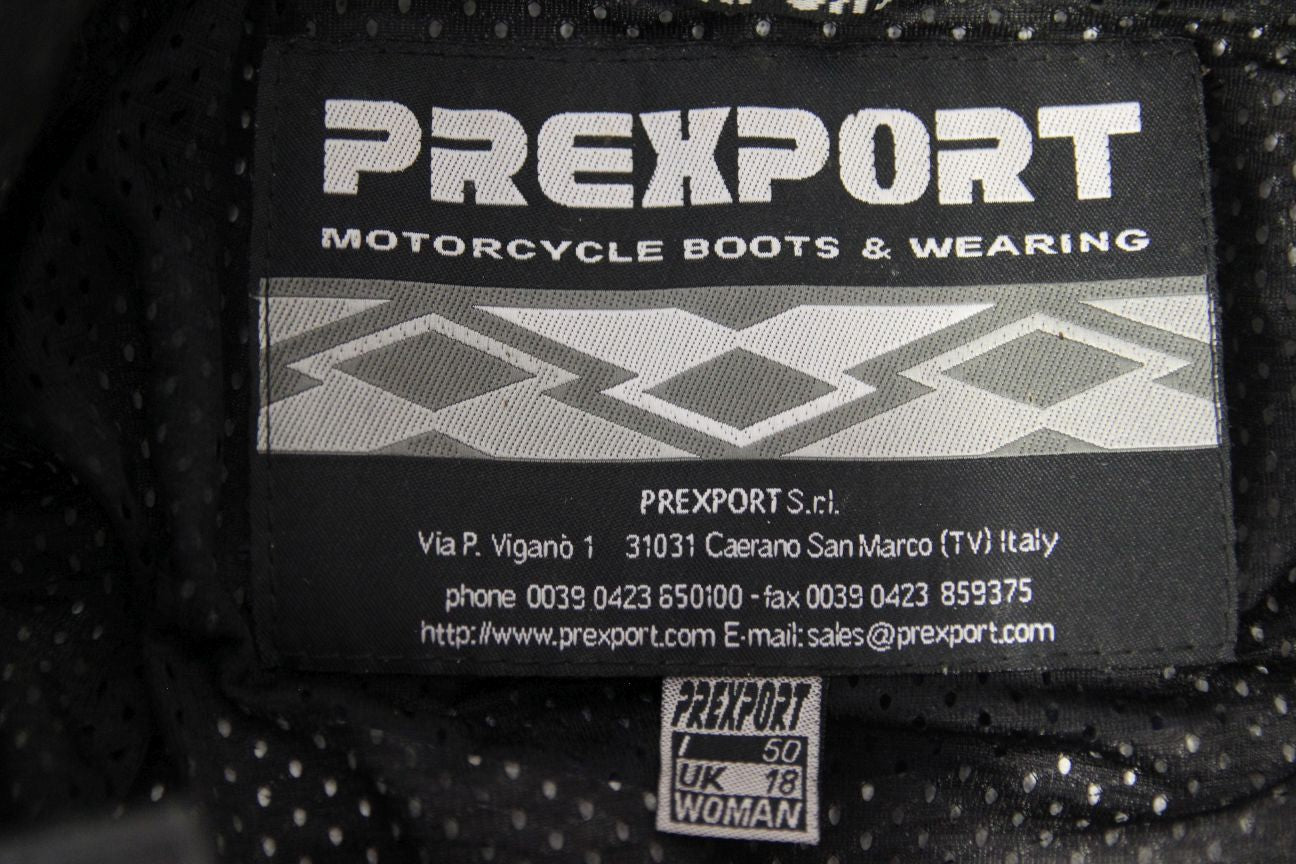 PREXPORT
MOTORCYCLE BOOTS & WEARING
PREXPORT S.r.l.
Via P. Viganò 1 31031 Caerano San Marco (TV) Italy
phone 0039 0423 650100 - fax 0039 0423 859375
http://www.prexport.com E-mail: sales@prexport.com
PREXPORT
I 50
UK 18
WOMAN